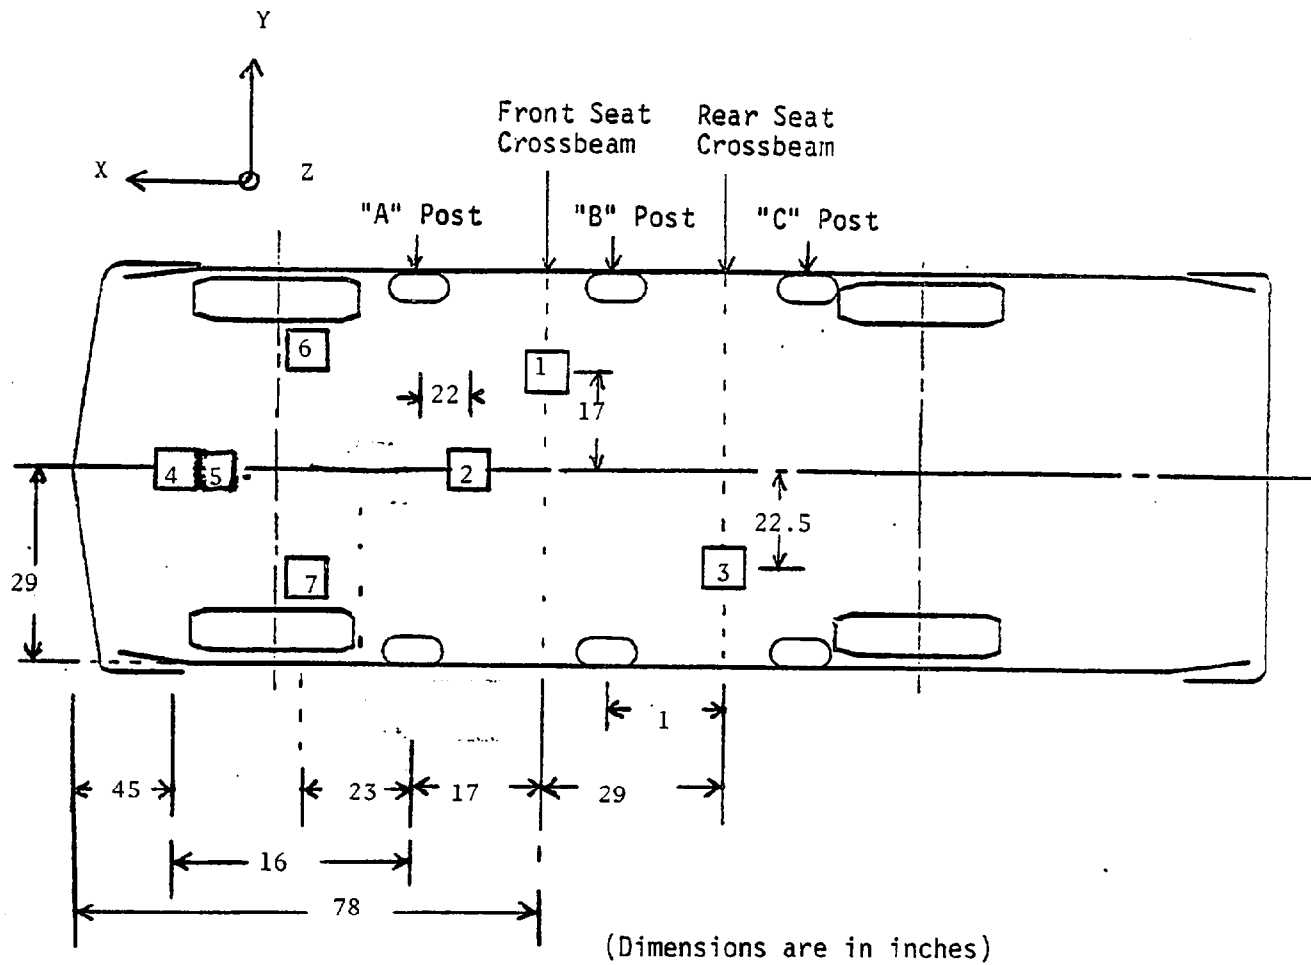 Y
Front Seat Rear Seat
Crossbeam Crossbeam
X Z
"A" Post "B" Post "C" Post
6
1
22
17
4 5 2
22.5
29
7 3
1
45 23 17 29
16
78
(Dimensions are in inches)